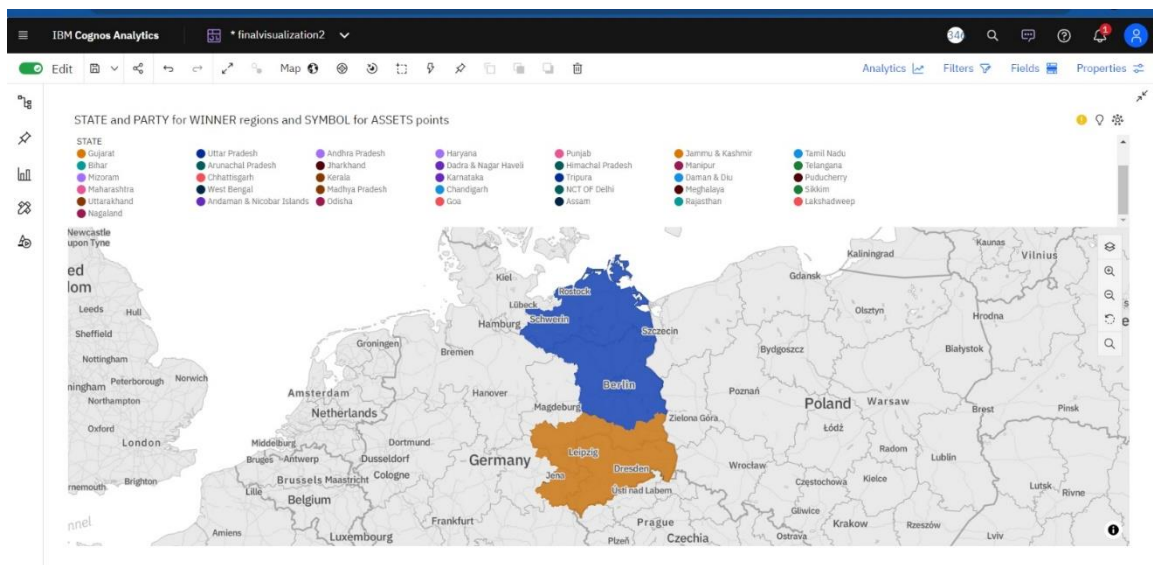 IBM Cognos Analytics
* finalvisualization2
1
Edit
Map
Analytics
Filters
Fields
Properties
STATE and PARTY for WINNER regions and SYMBOL for ASSETS points
STATE
Gujarat Uttar Pradesh Andhra Pradesh Haryana Punjab Jammu & Kashmir Tamil Nadu
Bihar Arunachal Pradesh Jharkhand Dadra & Nagar Haveli Himachal Pradesh Manipur Telangana
Mizoram Chhattisgarh Kerala Karnataka Tripura Daman & Diu Puducherry
Maharashtra West Bengal Madhya Pradesh Chandigarh NCT OF Delhi Meghalaya Sikkim
Uttarakhand Andaman & Nicobar Islands Odisha Goa Assam Rajasthan Lakshadweep
Nagaland
Newcastle
upon Tyne
Kaunas
Vilnius
Kaliningrad
ed
lom
Kiel
Gdansk
Rostock
Leeds Hull
Lübeck
Olsztyn
Hrodna
Hamburg
Schwerin
Szczecin
Sheffield
Groningen
Bremen
Bydgoszcz
Białystok
Nottingham
ningham
Peterborough
Norwich
Berlin
Northampton
Amsterdam
Hanover
Poznań
Poland
Warsaw
Netherlands
Magdeburg
Brest
Pinsk
Zielona Góra
Oxford
Łódź
London
Middelburg
Dortmund
Radom
Bruges
Antwerp
Dusseldorf
Germany
Leipzig
Lublin
Dresden
Wrocław
Brussels
Maastricht
Cologne
Jena
Częstochowa
Kielce
rnemouth
Brighton
Lille
Belgium
Ústí nad Labem
Lutsk
Rivne
Gliwice
nnel
Frankfurt
Prague
Krakow
Rzeszów
Amiens
Luxembourg
Plzeň
Czechia
Ostrava
Lviv